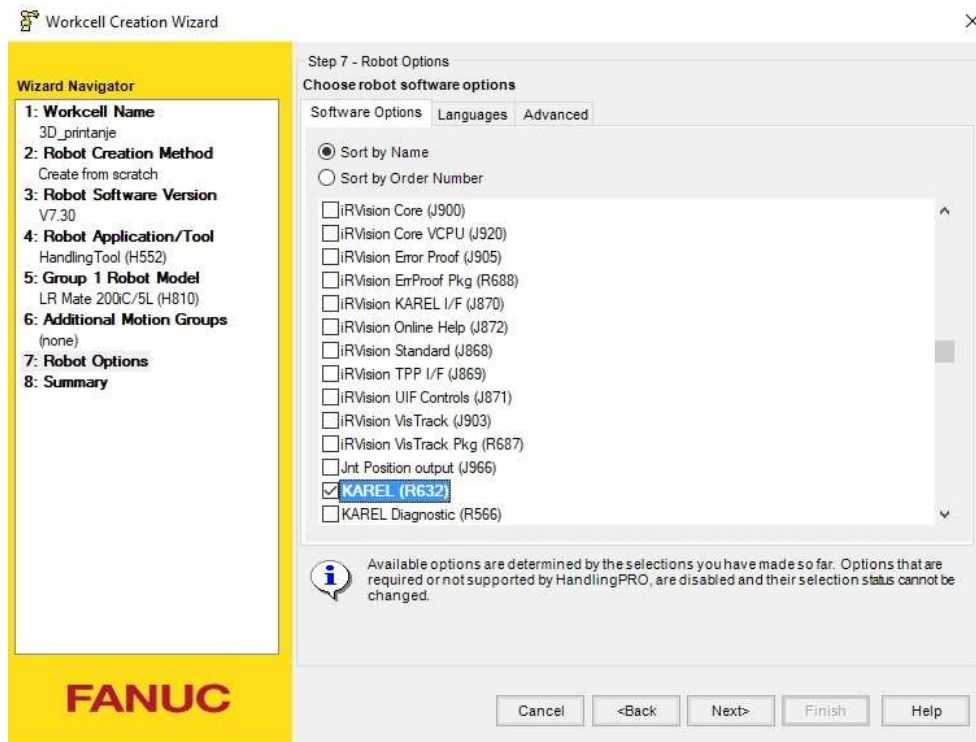 Workcell Creation Wizard
Wizard Navigator
1: Workcell Name
3D_printanje
2: Robot Creation Method
Create from scratch
3: Robot Software Version
V7.30
4: Robot Application/Tool
HandlingTool (H552)
5: Group 1 Robot Model
LR Mate 200iC/5L (H810)
6: Additional Motion Groups
(none)
7: Robot Options
8: Summary
FANUC
Step 7 - Robot Options
Choose robot software options
Software Options Languages Advanced
Sort by Name
Sort by Order Number
iRVision Core (J900)
iRVision Core VCPU (J920)
iRVision Error Proof (J905)
iRVision ErrProof Pkg (R688)
iRVision KAREL I/F (J870)
iRVision Online Help (J872)
iRVision Standard (J868)
iRVision TPP I/F (J869)
iRVision UIF Controls (J871)
iRVision VisTrack (J903)
iRVision VisTrack Pkg (R687)
Jnt Position output (J966)
KAREL (R632)
KAREL Diagnostic (R566)
Available options are determined by the selections you have made so far. Options that are
required or not supported by HandlingPRO, are disabled and their selection status cannot be
changed.
Cancel <Back Next> Finish Help